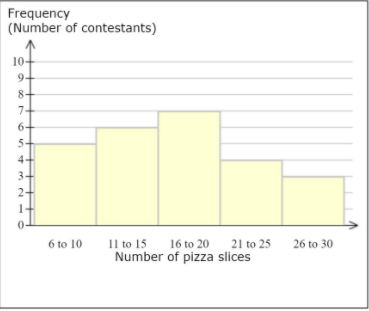 Frequency
(Number of contestants)
10
9
8
7
6
5
4
3
2
1
0
6 to 10 11 to 15 16 to 20 21 to 25 26 to 30
Number of pizza slices